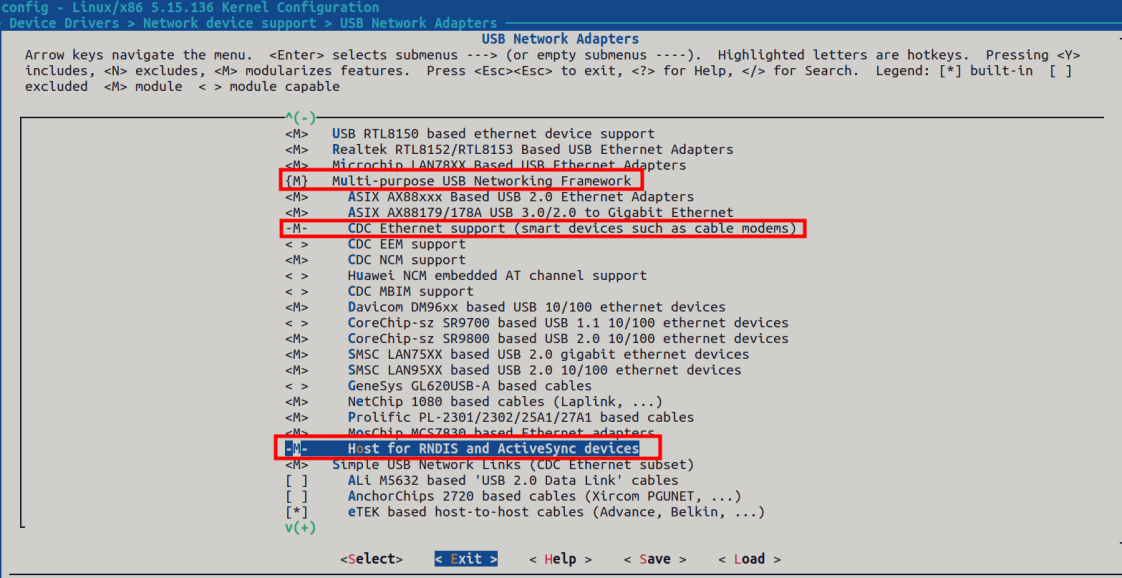 config - Linux/x86 5.15.136 Kernel Configuration
Device Drivers > Network device support > USB Network Adapters
USB Network Adapters
Arrow keys navigate the menu.  <Enter> selects submenus ---> (or empty submenus ----).  Highlighted letters are hotkeys.  Pressing <Y>
includes, <N> excludes, <M> modularizes features.  Press <Esc><Esc> to exit, <?> for Help, </> for Search.  Legend: [*] built-in  [ ]
excluded  <M> module  < > module capable
^(-)
<M>   USB RTL8150 based ethernet device support
<M>   Realtek RTL8152/RTL8153 Based USB Ethernet Adapters
<M>   Microchip LAN78XX Based USB Ethernet Adapters
{M}   Multi-purpose USB Networking Framework
<M>     ASIX AX88xxx Based USB 2.0 Ethernet Adapters
<M>     ASIX AX88179/178A USB 3.0/2.0 to Gigabit Ethernet
-M-     CDC Ethernet support (smart devices such as cable modems)
< >     CDC EEM support
<M>     CDC NCM support
< >     Huawei NCM embedded AT channel support
< >     CDC MBIM support
<M>     Davicom DM96xx based USB 10/100 ethernet devices
< >     CoreChip-sz SR9700 based USB 1.1 10/100 ethernet devices
<M>     CoreChip-sz SR9800 based USB 2.0 10/100 ethernet devices
<M>     SMSC LAN75XX based USB 2.0 gigabit ethernet devices
<M>     SMSC LAN95XX based USB 2.0 10/100 ethernet devices
< >     GeneSys GL620USB-A based cables
<M>     NetChip 1080 based cables (Laplink, ...)
<M>     Prolific PL-2301/2302/25A1/27A1 based cables
<M>     MosChip MCS7830 based Ethernet adapters
-M-     Host for RNDIS and ActiveSync devices
<M>   Simple USB Network Links (CDC Ethernet subset)
[ ]     ALi M5632 based 'USB 2.0 Data Link' cables
[ ]     AnchorChips 2720 based cables (Xircom PGUNET, ...)
[*]     eTEK based host-to-host cables (Advance, Belkin, ...)
v(+)
<Select>    < Exit >    < Help >    < Save >    < Load >